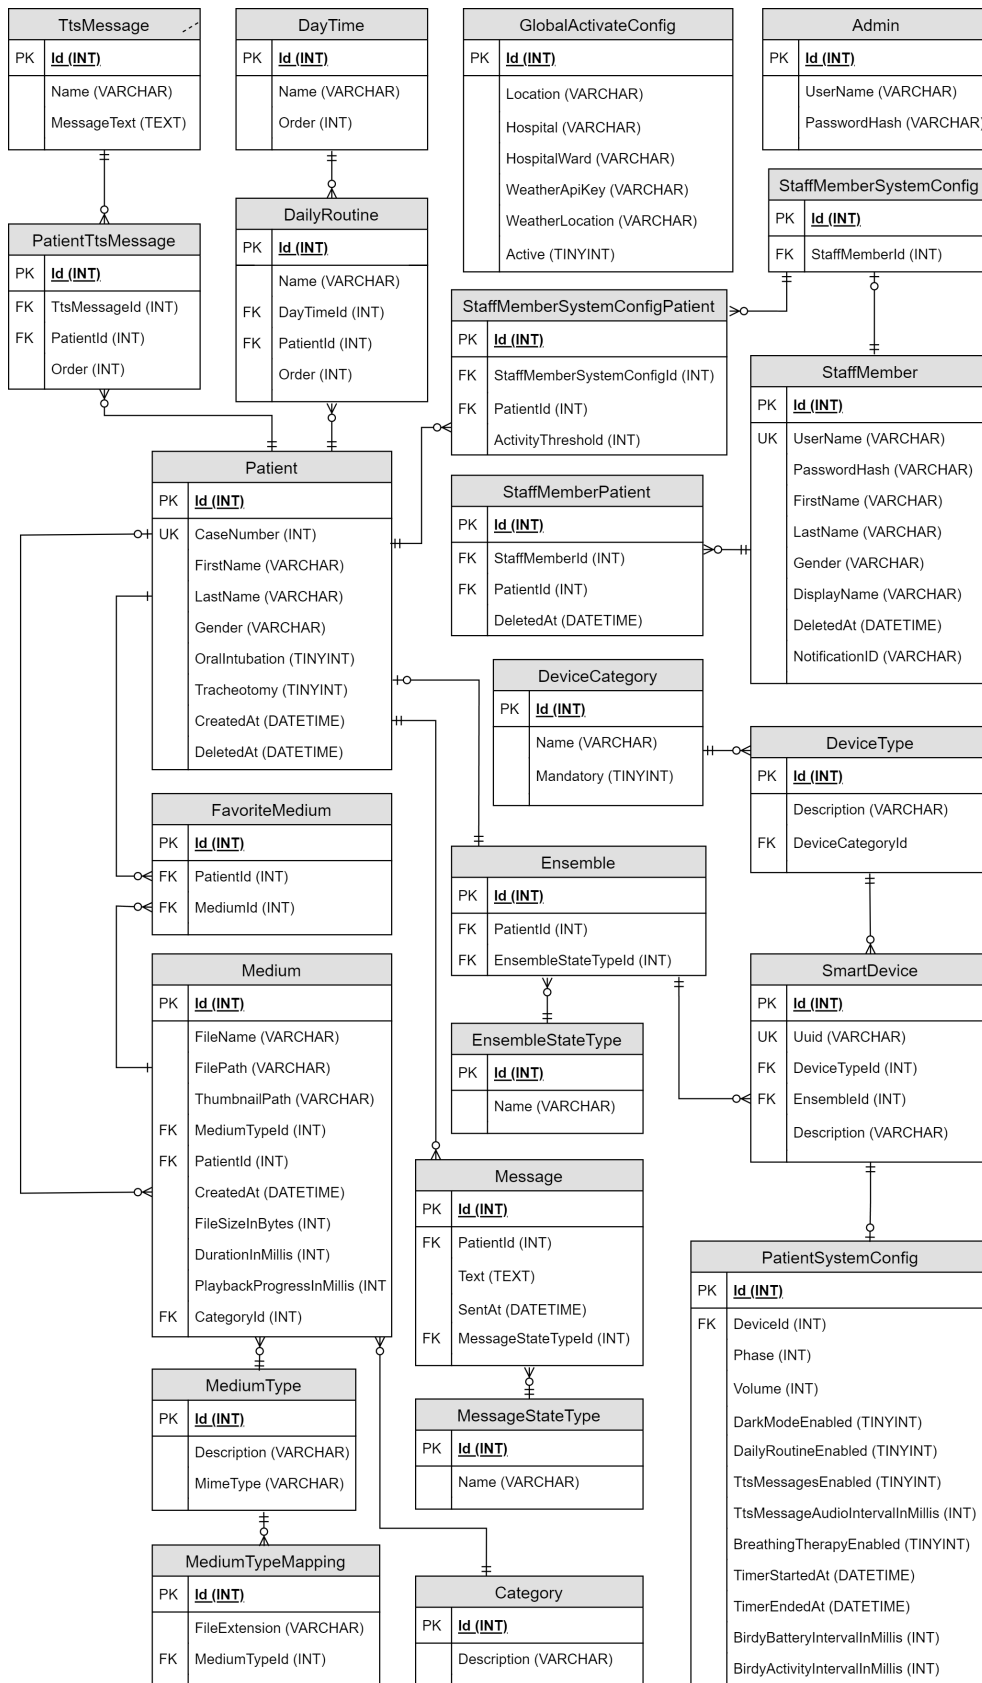 TtsMessage
PK Id (INT)
Name (VARCHAR)
MessageText (TEXT)
DayTime
PK Id (INT)
Name (VARCHAR)
Order (INT)
GlobalActivateConfig
PK Id (INT)
Location (VARCHAR)
Hospital (VARCHAR)
HospitalWard (VARCHAR)
WeatherApiKey (VARCHAR)
WeatherLocation (VARCHAR)
Active (TINYINT)
Admin
PK Id (INT)
UserName (VARCHAR)
PasswordHash (VARCHAR)
StaffMemberSystemConfig
PK Id (INT)
FK StaffMemberId (INT)
PatientTtsMessage
PK Id (INT)
FK TtsMessageId (INT)
FK PatientId (INT)
Order (INT)
DailyRoutine
PK Id (INT)
Name (VARCHAR)
FK DayTimeId (INT)
FK PatientId (INT)
Order (INT)
StaffMemberSystemConfigPatient
PK Id (INT)
FK StaffMemberSystemConfigId (INT)
FK PatientId (INT)
ActivityThreshold (INT)
StaffMember
PK Id (INT)
UK UserName (VARCHAR)
PasswordHash (VARCHAR)
FirstName (VARCHAR)
LastName (VARCHAR)
Gender (VARCHAR)
DisplayName (VARCHAR)
DeletedAt (DATETIME)
NotificationID (VARCHAR)
Patient
PK Id (INT)
UK CaseNumber (INT)
FirstName (VARCHAR)
LastName (VARCHAR)
Gender (VARCHAR)
OralIntubation (TINYINT)
Tracheotomy (TINYINT)
CreatedAt (DATETIME)
DeletedAt (DATETIME)
StaffMemberPatient
PK Id (INT)
FK StaffMemberId (INT)
FK PatientId (INT)
DeletedAt (DATETIME)
DeviceCategory
PK Id (INT)
Name (VARCHAR)
Mandatory (TINYINT)
DeviceType
PK Id (INT)
Description (VARCHAR)
FK DeviceCategoryId
FavoriteMedium
PK Id (INT)
FK PatientId (INT)
FK MediumId (INT)
Ensemble
PK Id (INT)
FK PatientId (INT)
FK EnsembleStateTypeId (INT)
Medium
PK Id (INT)
FileName (VARCHAR)
FilePath (VARCHAR)
ThumbnailPath (VARCHAR)
FK MediumTypeId (INT)
FK PatientId (INT)
CreatedAt (DATETIME)
FileSizeInBytes (INT)
DurationInMillis (INT)
PlaybackProgressInMillis (INT
FK CategoryId (INT)
EnsembleStateType
PK Id (INT)
Name (VARCHAR)
SmartDevice
PK Id (INT)
UK Uuid (VARCHAR)
FK DeviceTypeId (INT)
FK EnsembleId (INT)
Description (VARCHAR)
Message
PK Id (INT)
FK PatientId (INT)
Text (TEXT)
SentAt (DATETIME)
FK MessageStateTypeId (INT)
PatientSystemConfig
PK Id (INT)
FK DeviceId (INT)
Phase (INT)
Volume (INT)
DarkModeEnabled (TINYINT)
DailyRoutineEnabled (TINYINT)
TtsMessagesEnabled (TINYINT)
TtsMessageAudioIntervalInMillis (INT)
BreathingTherapyEnabled (TINYINT)
TimerStartedAt (DATETIME)
TimerEndedAt (DATETIME)
BirdyBatteryIntervalInMillis (INT)
BirdyActivityIntervalInMillis (INT)
MediumType
PK Id (INT)
Description (VARCHAR)
MimeType (VARCHAR)
MessageStateType
PK Id (INT)
Name (VARCHAR)
MediumTypeMapping
PK Id (INT)
FileExtension (VARCHAR)
FK MediumTypeId (INT)
Category
PK Id (INT)
Description (VARCHAR)